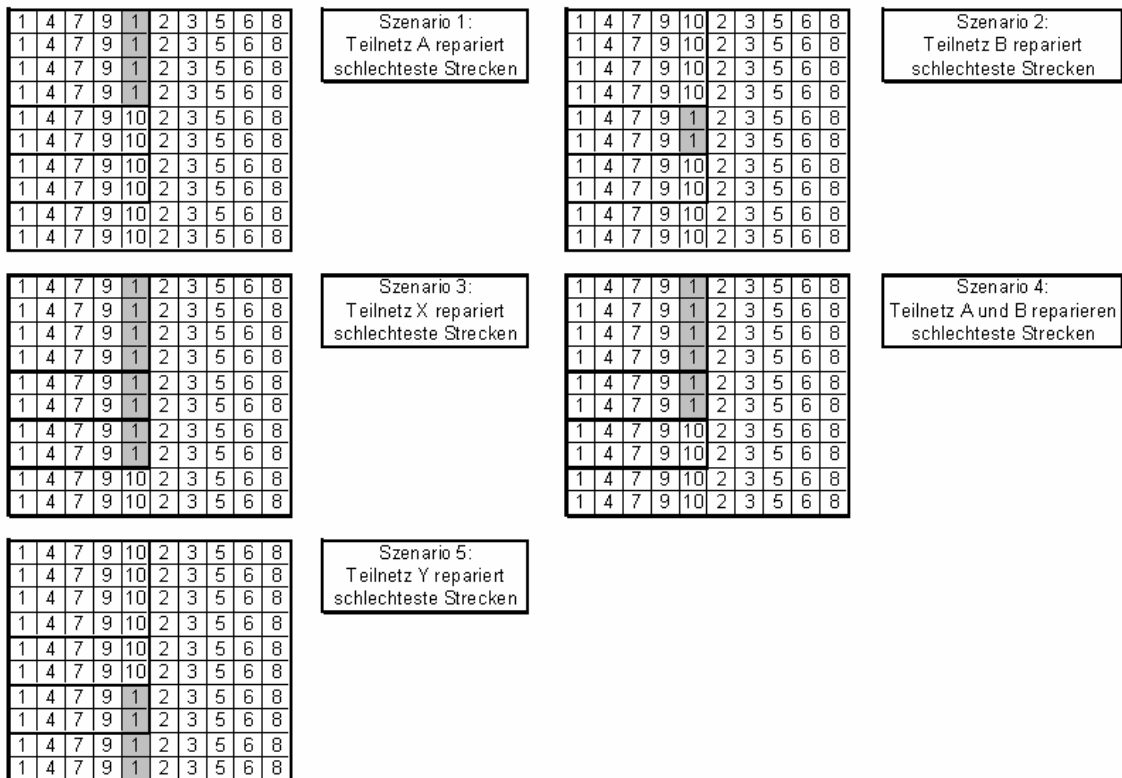 1 4 7 9 1 2 3 5 6 8
1 4 7 9 1 2 3 5 6 8
1 4 7 9 1 2 3 5 6 8
1 4 7 9 1 2 3 5 6 8
1 4 7 9 10 2 3 5 6 8
1 4 7 9 10 2 3 5 6 8
1 4 7 9 10 2 3 5 6 8
1 4 7 9 10 2 3 5 6 8
1 4 7 9 10 2 3 5 6 8
1 4 7 9 10 2 3 5 6 8
Szenario 1:
Teilnetz A repariert
schlechteste Strecken
1 4 7 9 10 2 3 5 6 8
1 4 7 9 10 2 3 5 6 8
1 4 7 9 10 2 3 5 6 8
1 4 7 9 10 2 3 5 6 8
1 4 7 9 1 2 3 5 6 8
1 4 7 9 1 2 3 5 6 8
1 4 7 9 10 2 3 5 6 8
1 4 7 9 10 2 3 5 6 8
1 4 7 9 10 2 3 5 6 8
1 4 7 9 10 2 3 5 6 8
Szenario 2:
Teilnetz B repariert
schlechteste Strecken
1 4 7 9 1 2 3 5 6 8
1 4 7 9 1 2 3 5 6 8
1 4 7 9 1 2 3 5 6 8
1 4 7 9 1 2 3 5 6 8
1 4 7 9 1 2 3 5 6 8
1 4 7 9 1 2 3 5 6 8
1 4 7 9 1 2 3 5 6 8
1 4 7 9 1 2 3 5 6 8
1 4 7 9 10 2 3 5 6 8
1 4 7 9 10 2 3 5 6 8
Szenario 3:
Teilnetz X repariert
schlechteste Strecken
1 4 7 9 1 2 3 5 6 8
1 4 7 9 1 2 3 5 6 8
1 4 7 9 1 2 3 5 6 8
1 4 7 9 1 2 3 5 6 8
1 4 7 9 1 2 3 5 6 8
1 4 7 9 1 2 3 5 6 8
1 4 7 9 10 2 3 5 6 8
1 4 7 9 10 2 3 5 6 8
1 4 7 9 10 2 3 5 6 8
1 4 7 9 10 2 3 5 6 8
Szenario 4:
Teilnetz A und B reparieren
schlechteste Strecken
1 4 7 9 10 2 3 5 6 8
1 4 7 9 10 2 3 5 6 8
1 4 7 9 10 2 3 5 6 8
1 4 7 9 10 2 3 5 6 8
1 4 7 9 10 2 3 5 6 8
1 4 7 9 10 2 3 5 6 8
1 4 7 9 1 2 3 5 6 8
1 4 7 9 1 2 3 5 6 8
1 4 7 9 1 2 3 5 6 8
1 4 7 9 1 2 3 5 6 8
Szenario 5:
Teilnetz Y repariert
schlechteste Strecken